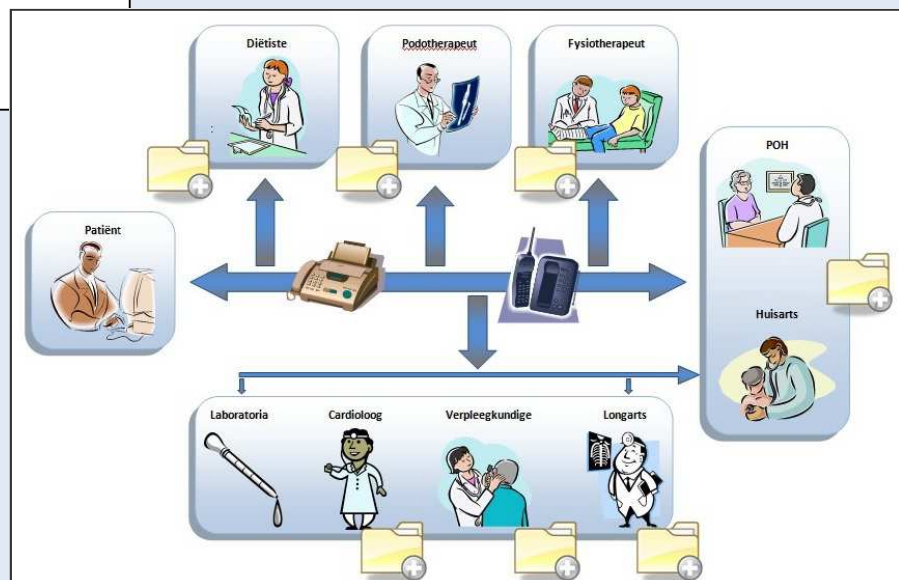 Diëtiste
Podotherapeut
Fysiotherapeut
:
POH
Patiënt
Huisarts
Laboratoria
Cardioloog
Verpleegkundige
Longarts